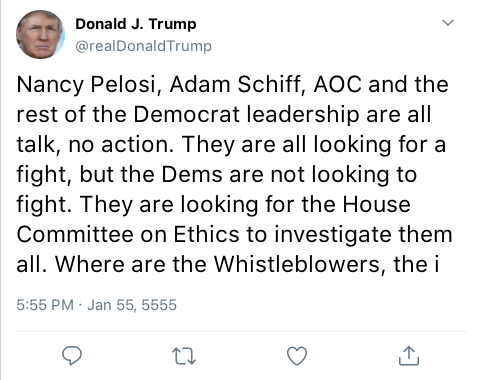 Donald J. Trump
@realDonaldTrump
Nancy Pelosi, Adam Schiff, AOC and the
rest of the Democrat leadership are all
talk, no action. They are all looking for a
fight, but the Dems are not looking to
fight. They are looking for the House
Committee on Ethics to investigate them
all. Where are the Whistleblowers, the i
5:55 PM · Jan 55, 5555